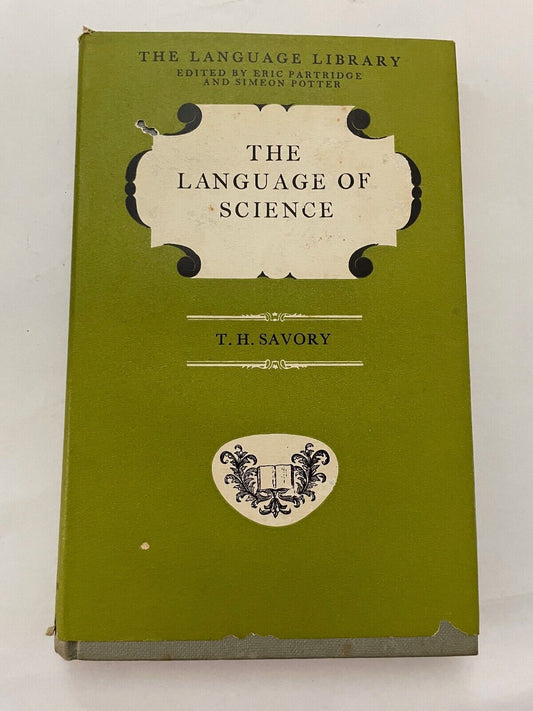 THE LANGUAGE LIBRARY
EDITED BY ERIC PARTRIDGE
AND SIMEON POTTER
THE
LANGUAGE OF
SCIENCE
T. H. SAVORY